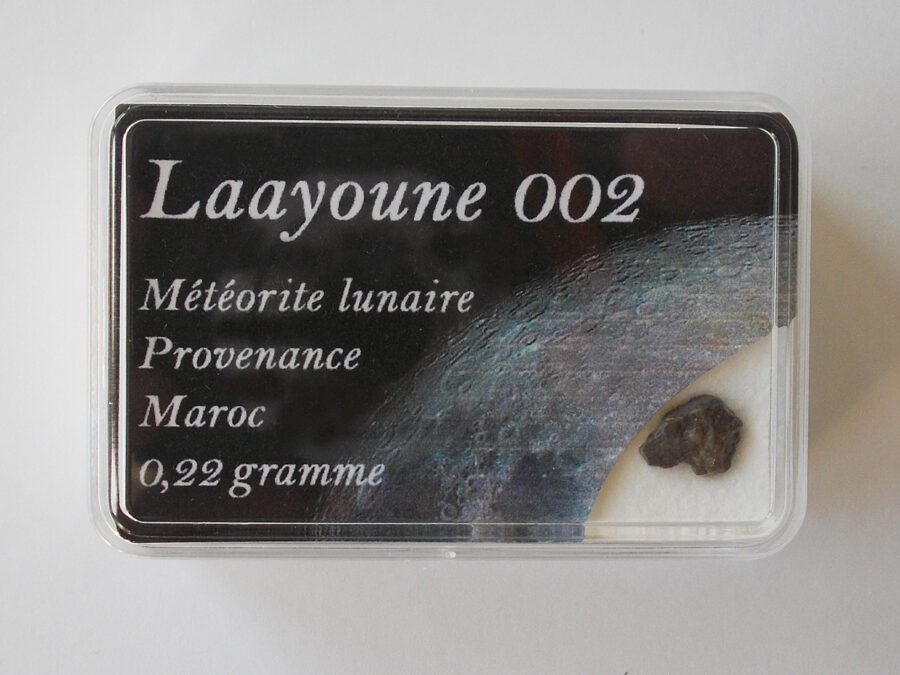 Laayoune 002
Météorite lunaire
Provenance
Maroc
0,22 gramme